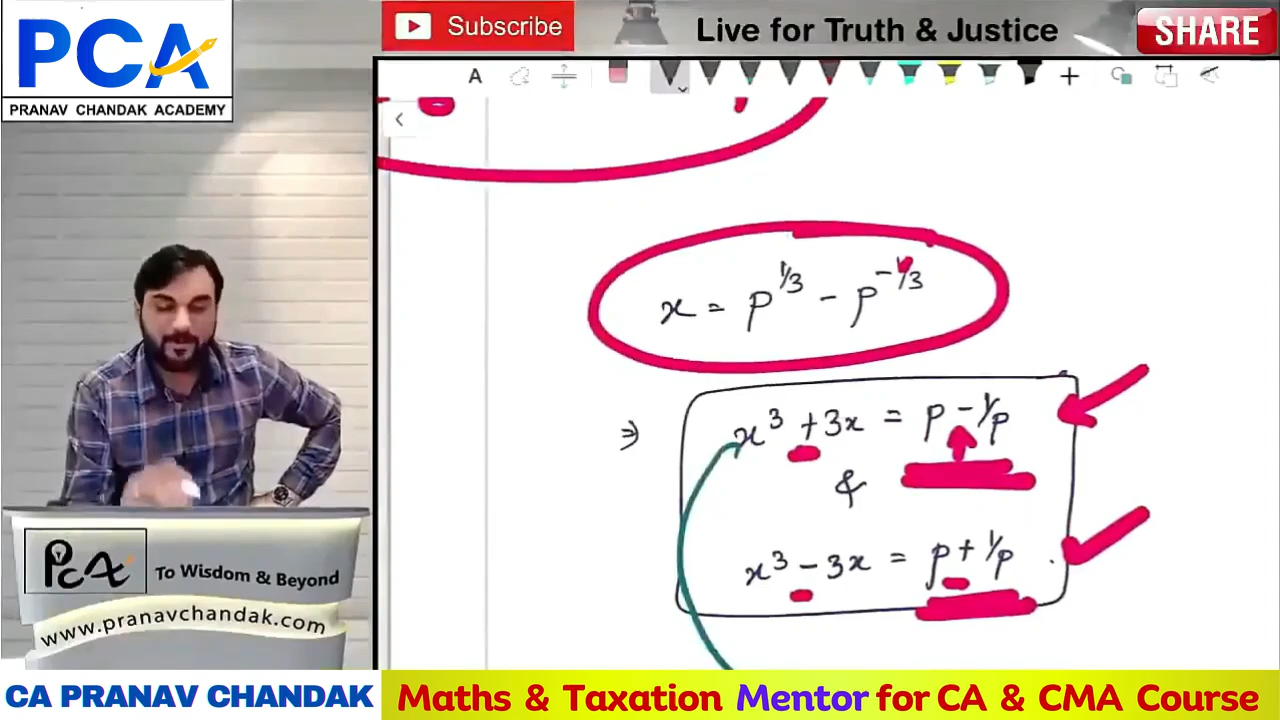 PCA
PRANAV CHANDAK ACADEMY
Subscribe
Live for Truth & Justice
SHARE
A
x = p^{1/3} - p^{-1/3}
⇒ x³ + 3x = p - 1/p
&
x³ - 3x = p + 1/p .
PCA To Wisdom & Beyond
www.pranavchandak.com
CA PRANAV CHANDAK Maths & Taxation Mentor for CA & CMA Course